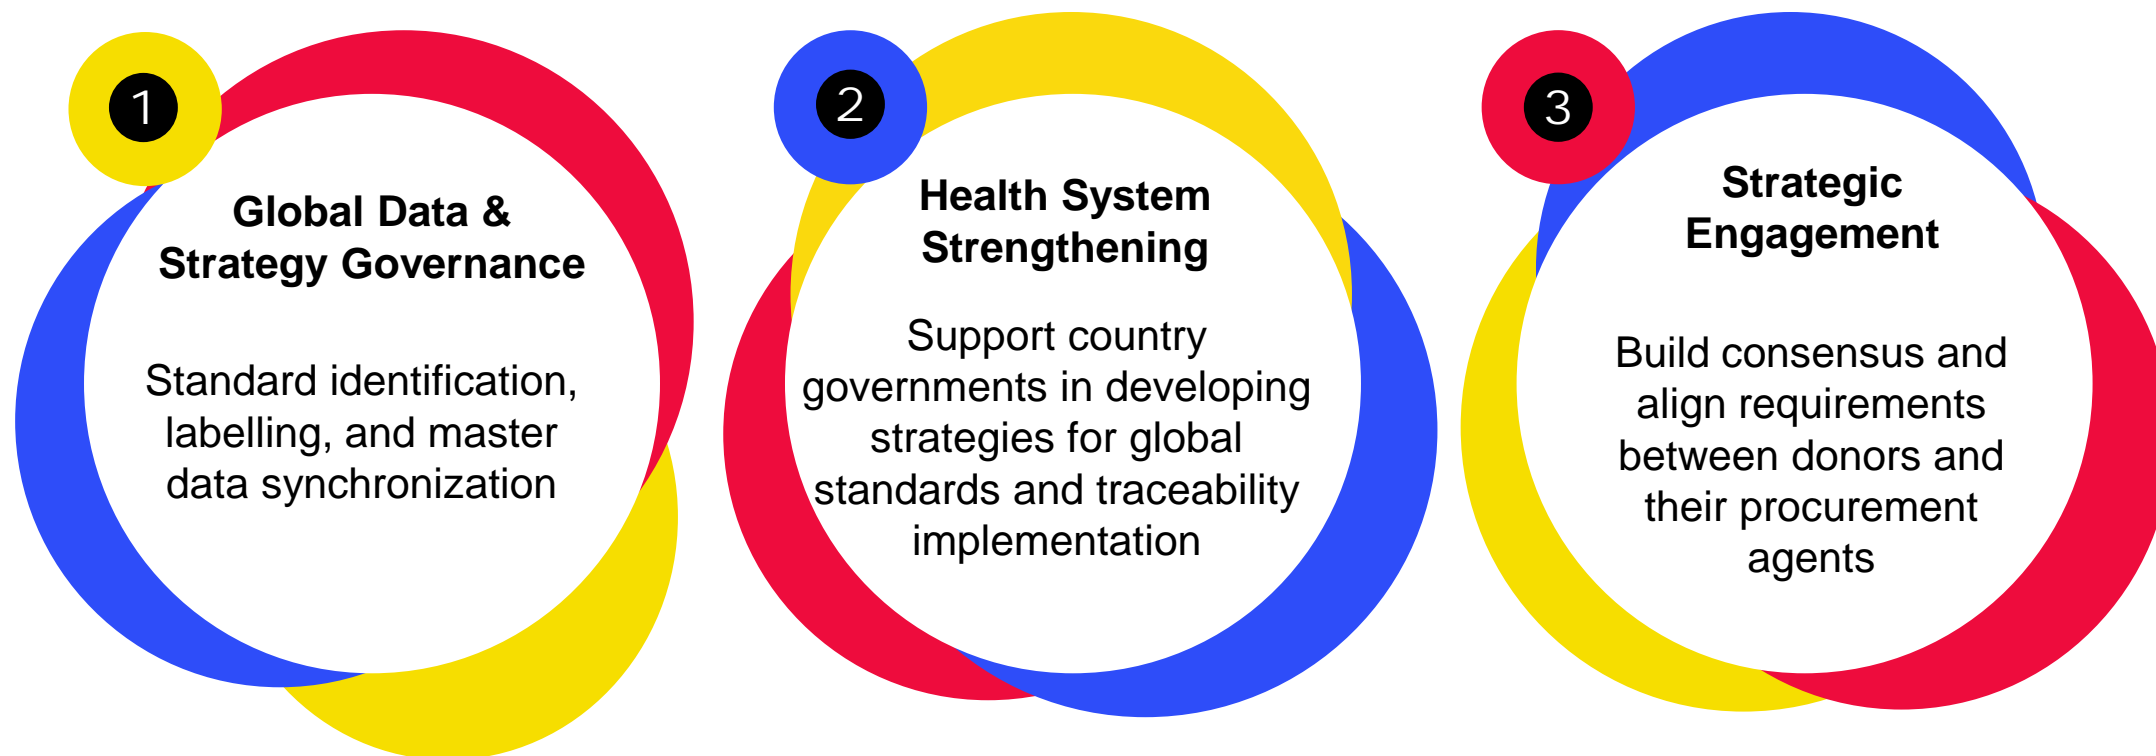 1
Global Data &
Strategy Governance
Standard identification,
labelling, and master
data synchronization
2
Health System
Strengthening
Support country
governments in developing
strategies for global
standards and traceability
implementation
3
Strategic
Engagement
Build consensus and
align requirements
between donors and
their procurement
agents